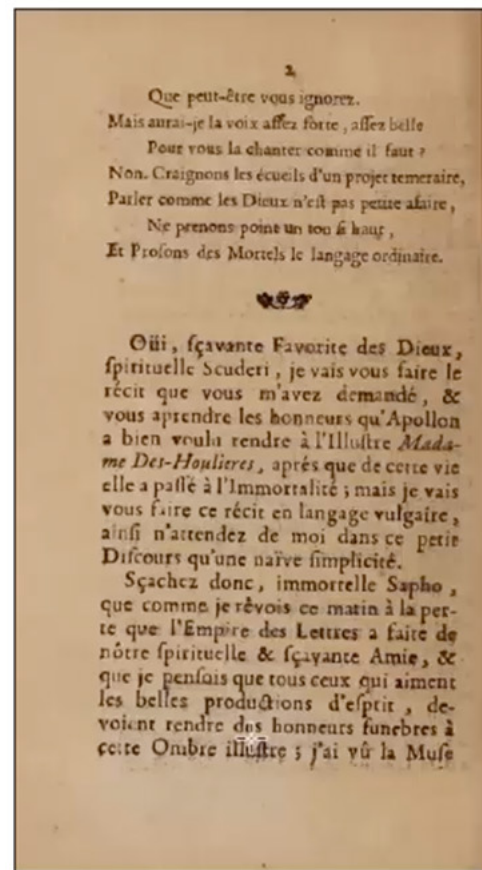 2
Que peut-être vous ignorez.
Mais aurai-je la voix aſſez forte, aſſez belle
Pour vous la chanter comme il faut ?
Non. Craignons les écueils d'un projet temeraire,
Parler comme les Dieux n'eſt pas petite afaire,
Ne prenons point un ton ſi haut,
Et Proſons des Mortels le langage ordinaire.
Oüi, ſçavante Favorite des Dieux,
ſpirituelle Scuderi, je vais vous faire le
récit que vous m'avez demandé, &
vous aprendre les honneurs qu'Apollon
a bien voulu rendre à l'Illuſtre Mada-
me Des-Houlieres, aprés que de cette vie
elle a paſſé à l'Immortalité ; mais je vais
vous faire ce récit en langage vulgaire,
ainſi n'attendez de moi dans ce petit
Diſcours qu'une naïve ſimplicité.
Sçachez donc, immortelle Sapho,
que comme je rêvois ce matin à la per-
te que l'Empire des Lettres a faite de
nôtre ſpirituelle & ſçavante Amie, &
que je penſois que tous ceux qui aiment
les belles productions d'eſprit, de-
voient rendre des honneurs funebres à
cette Ombre illuſtre ; j'ai vû la Muſe